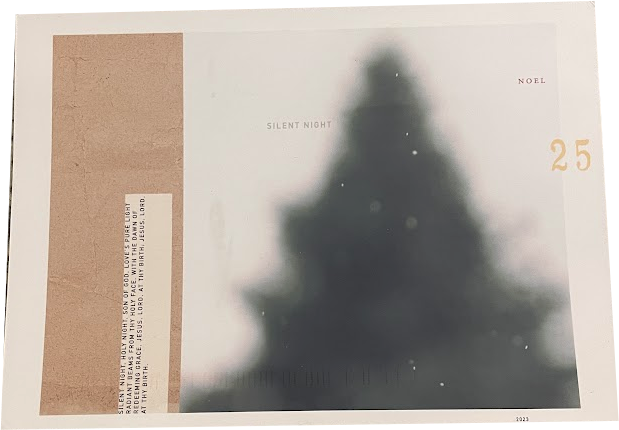 NOEL
SILENT NIGHT
25
SILENT NIGHT, HOLY NIGHT, SON OF GOD, LOVE'S PURE LIGHT
RADIANT BEAMS FROM THY HOLY FACE, WITH THE DAWN OF
REDEEMING GRACE, JESUS, LORD, AT THY BIRTH, JESUS, LORD,
AT THY BIRTH.
2023